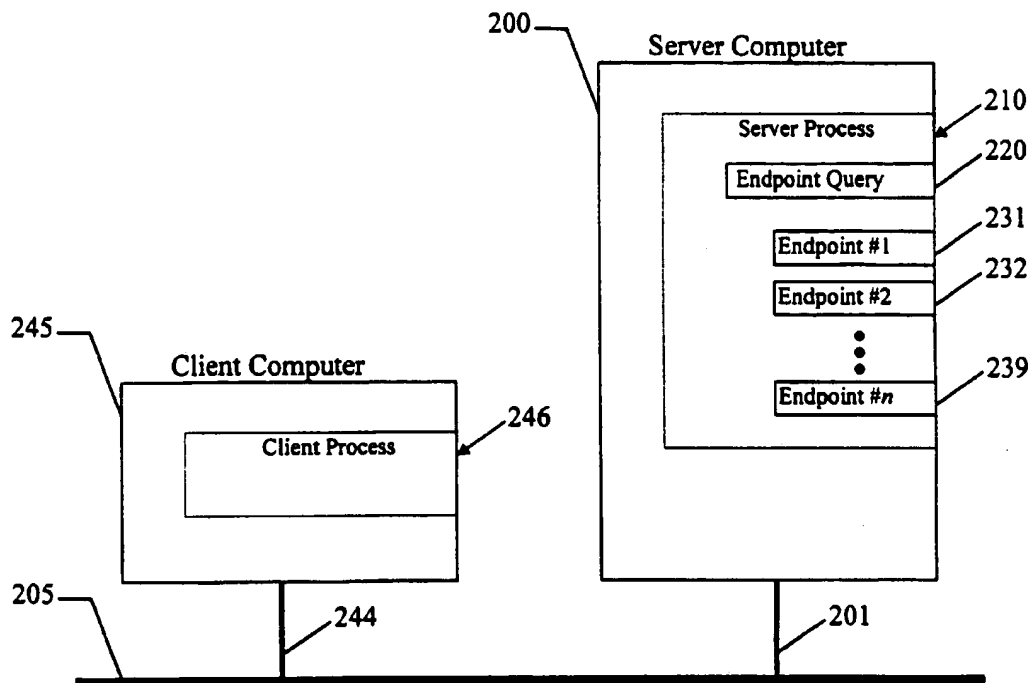 200
Server Computer
210
Server Process
220
Endpoint Query
231
Endpoint #1
232
Endpoint #2
245
Client Computer
239
Endpoint #n
246
Client Process
205
244
201